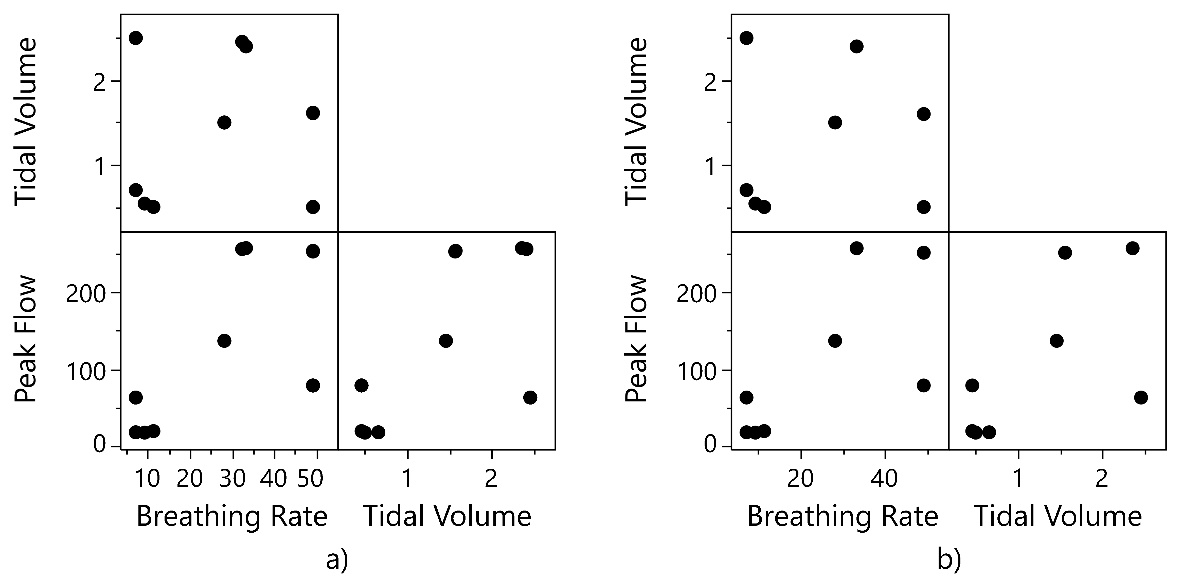 Tidal Volume
2
1
Peak Flow
200
100
0
10 20 30 40 50
1 2
Breathing Rate
Tidal Volume
a)
Tidal Volume
2
1
Peak Flow
200
100
0
20 40
1 2
Breathing Rate
Tidal Volume
b)